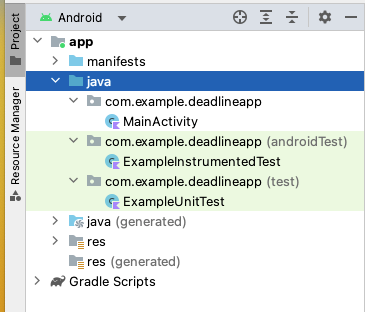 Project
Resource Manager
Android
app
manifests
java
com.example.deadlineapp
MainActivity
com.example.deadlineapp (androidTest)
ExampleInstrumentedTest
com.example.deadlineapp (test)
ExampleUnitTest
java (generated)
res
res (generated)
Gradle Scripts